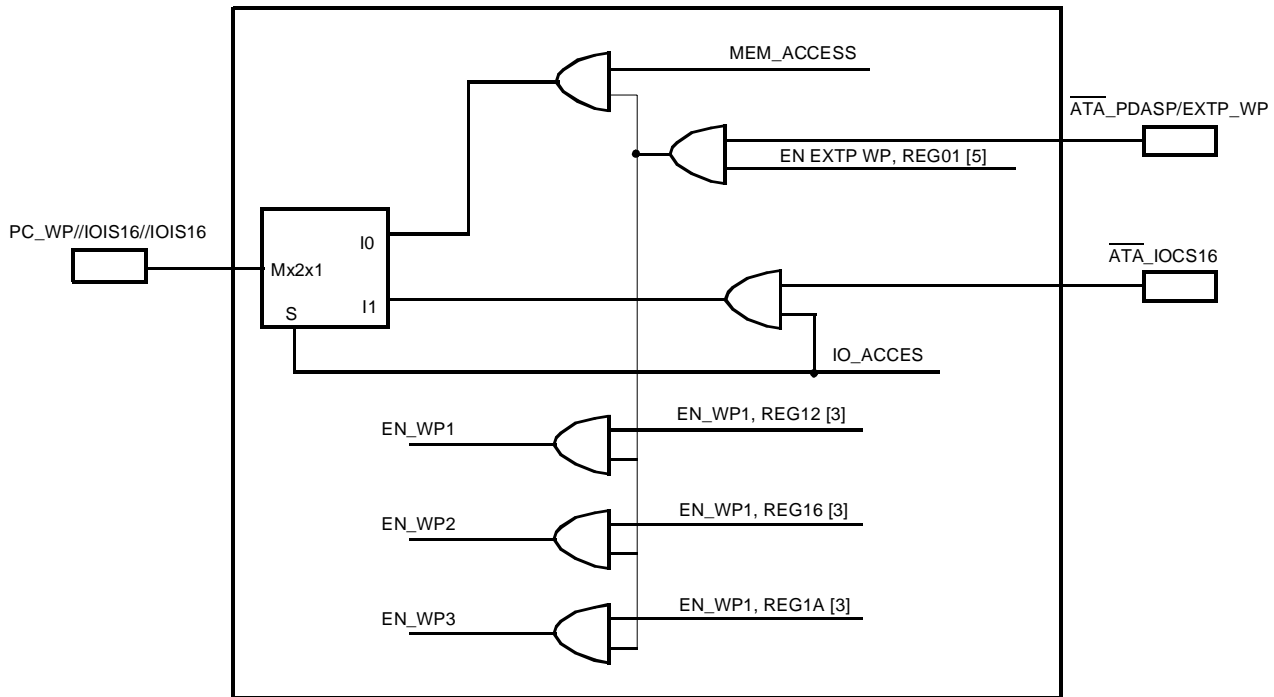 MEM_ACCESS
ATA_PDASP/EXTP_WP
EN EXTP WP, REG01 [5]
PC_WP//IOIS16//IOIS16
I0
ATA_IOCS16
Mx2x1
I1
S
IO_ACCES
EN_WP1, REG12 [3]
EN_WP1
EN_WP1, REG16 [3]
EN_WP2
EN_WP1, REG1A [3]
EN_WP3